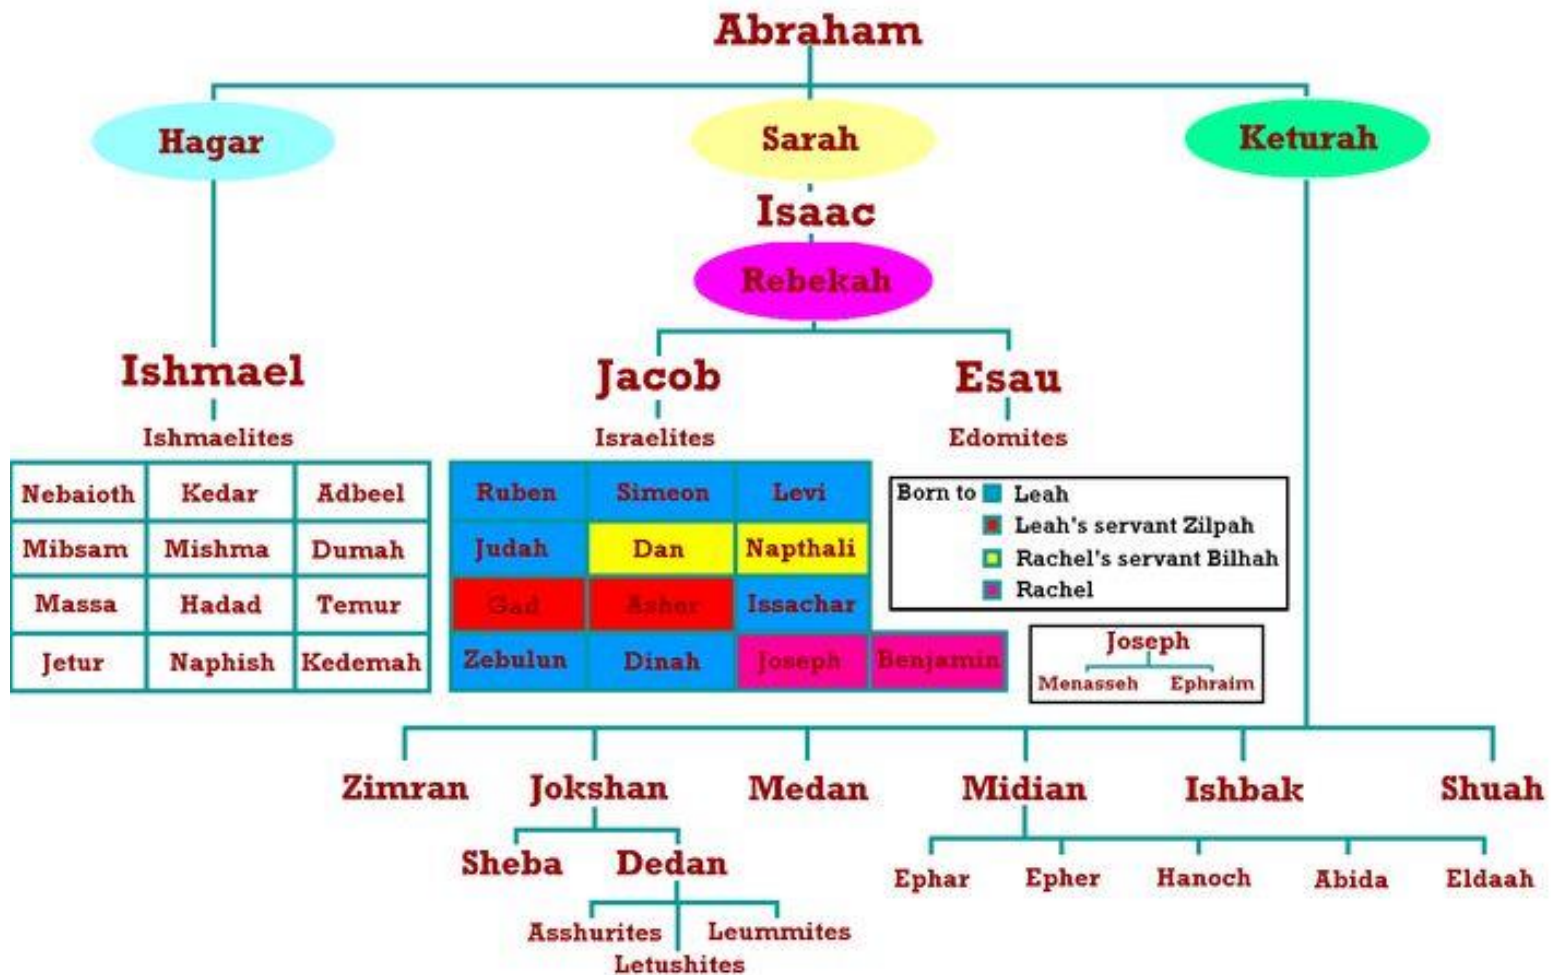 Abraham
Hagar Sarah Keturah
Isaac
Rebekah
Ishmael Jacob Esau
Ishmaelites Israelites Edomites
Nebaioth Kedar Adbeel Ruben Simeon Levi
Born to Leah
Leah's servant Zilpah
Mibsam Mishma Dumah Judah Dan Napthali
Rachel's servant Bilhah
Rachel
Massa Hadad Temur Gad Asher Issachar
Joseph
Jetur Naphish Kedemah Zebulun Dinah Joseph Benjamin
Menasseh Ephraim
Zimran Jokshan Medan Midian Ishbak Shuah
Sheba Dedan
Ephar Epher Hanoch Abida Eldaah
Asshurites Leummites
Letushites